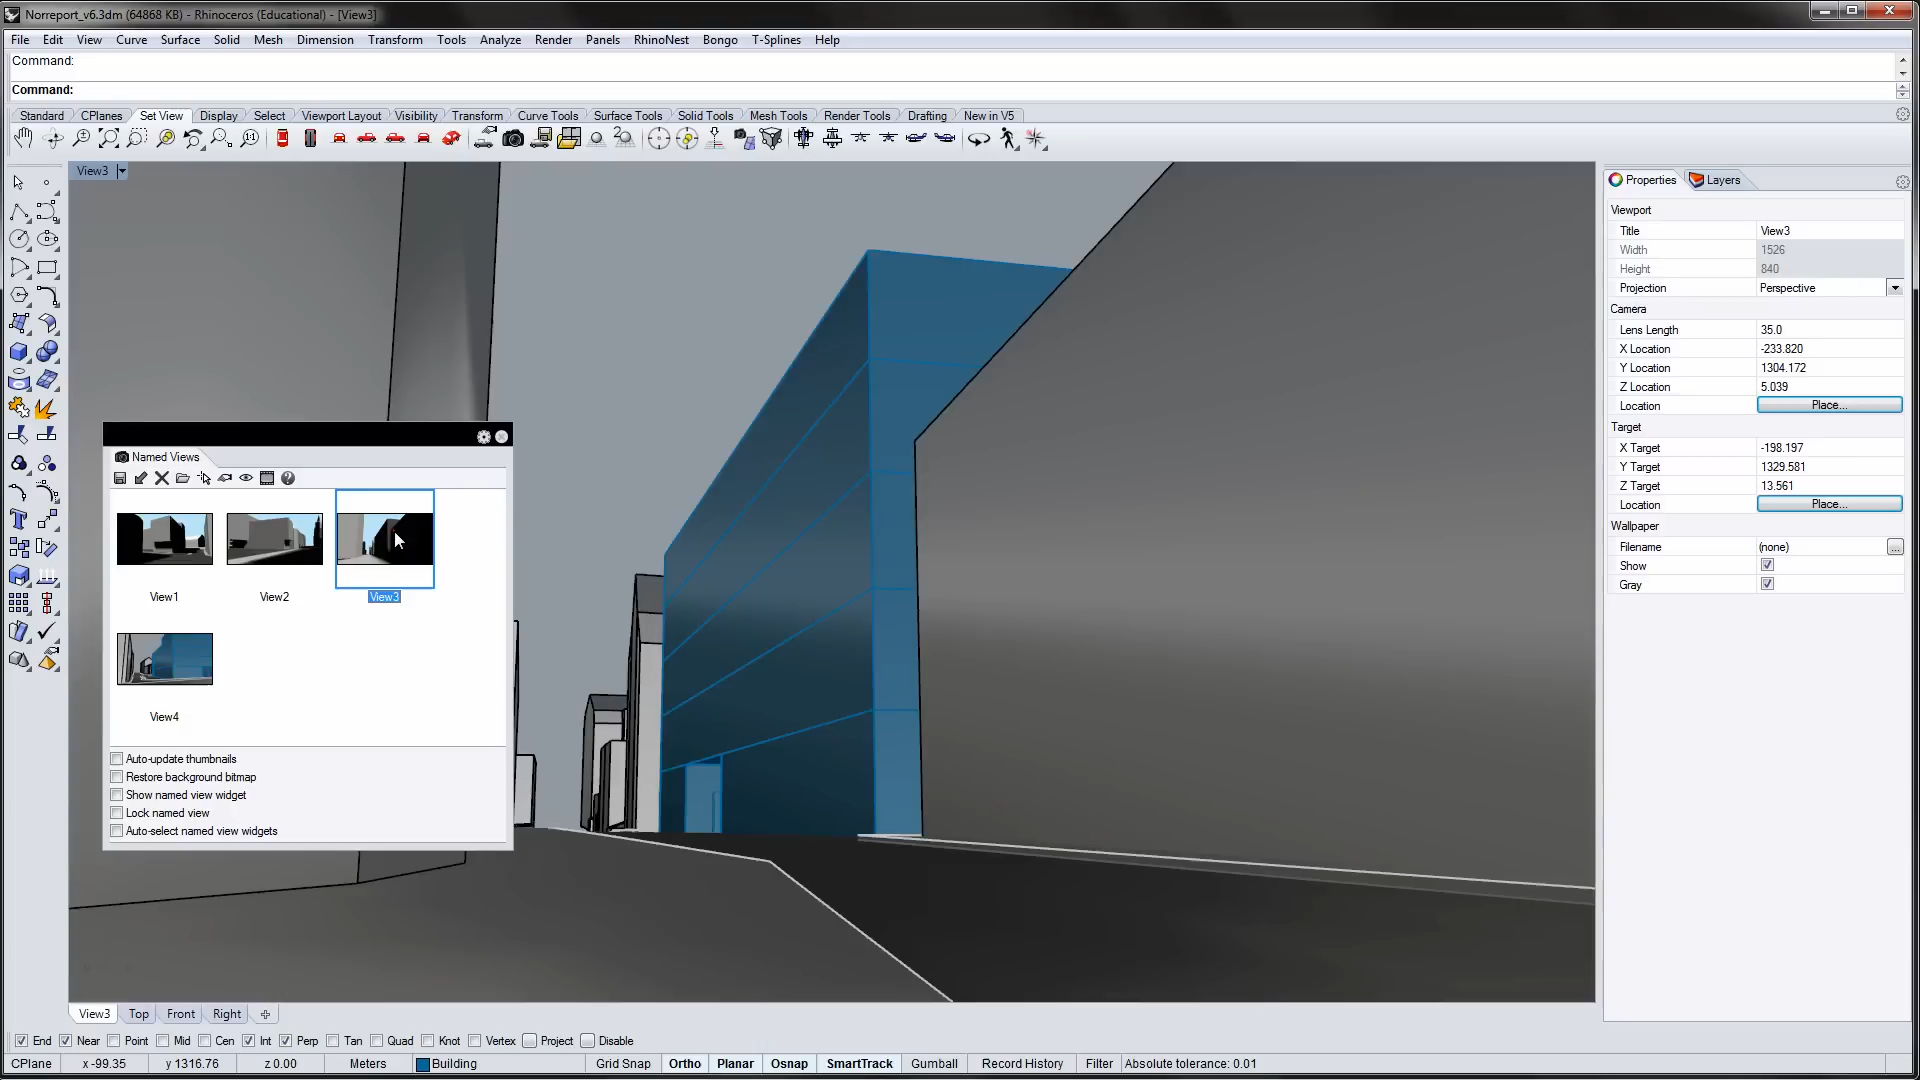 Norreport_v6.3dm (64868 KB) - Rhinoceros (Educational) - [View3]
File Edit View Curve Surface Solid Mesh Dimension Transform Tools Analyze Render Panels RhinoNest Bongo T-Splines Help
Command:
Command:
Standard CPlanes Set View Display Select Viewport Layout Visibility Transform Curve Tools Surface Tools Solid Tools Mesh Tools Render Tools Drafting New in V5
View3
Properties Layers
Viewport
Title View3
Width 1526
Height 840
Projection Perspective
Camera
Lens Length 35.0
X Location -233.820
Y Location 1304.172
Z Location 5.039
Location Place...
Target
X Target -198.197
Y Target 1329.581
Z Target 13.561
Location Place...
Wallpaper
Filename (none) ...
Show
Gray
Named Views
View1 View2 View3
View4
Auto-update thumbnails
Restore background bitmap
Show named view widget
Lock named view
Auto-select named view widgets
View3 Top Front Right
End Near Point Mid Cen Int Perp Tan Quad Knot Vertex Project Disable
CPlane x -99.35 y 1316.76 z 0.00 Meters Building Grid Snap Ortho Planar Osnap SmartTrack Gumball Record History Filter Absolute tolerance: 0.01